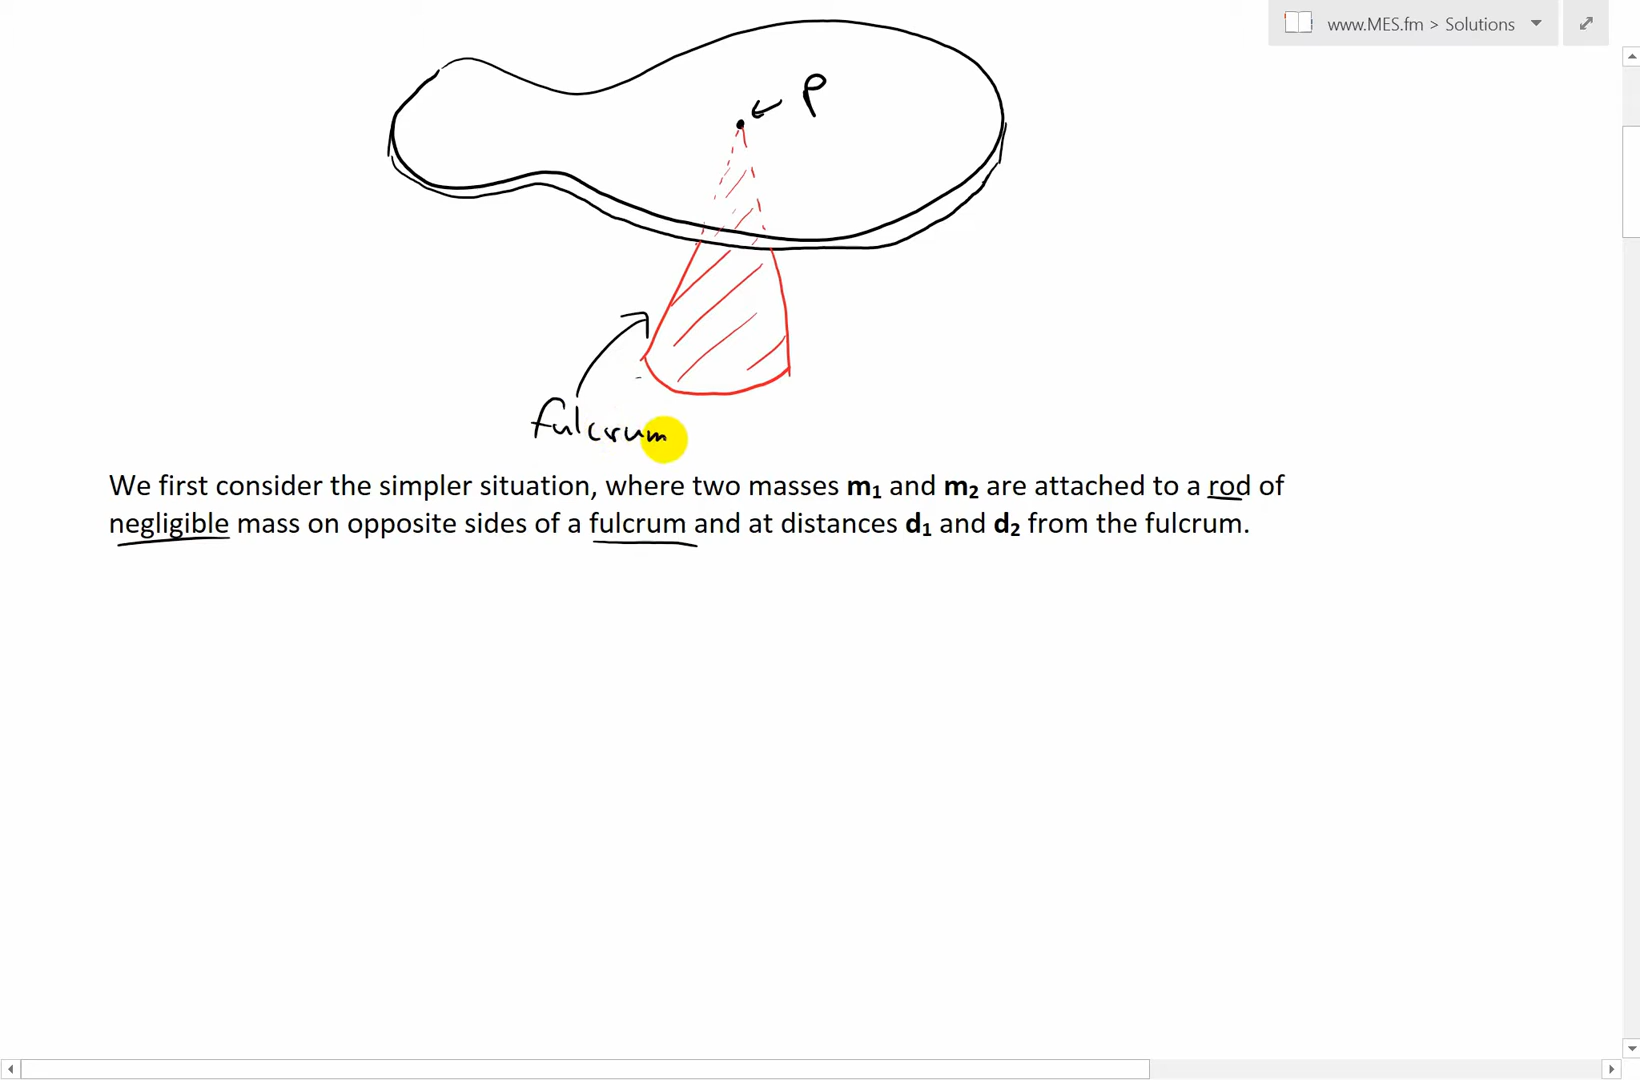 www.MES.fm > Solutions
P
fulcrum
We first consider the simpler situation, where two masses m₁ and m₂ are attached to a rod of
negligible mass on opposite sides of a fulcrum and at distances d₁ and d₂ from the fulcrum.